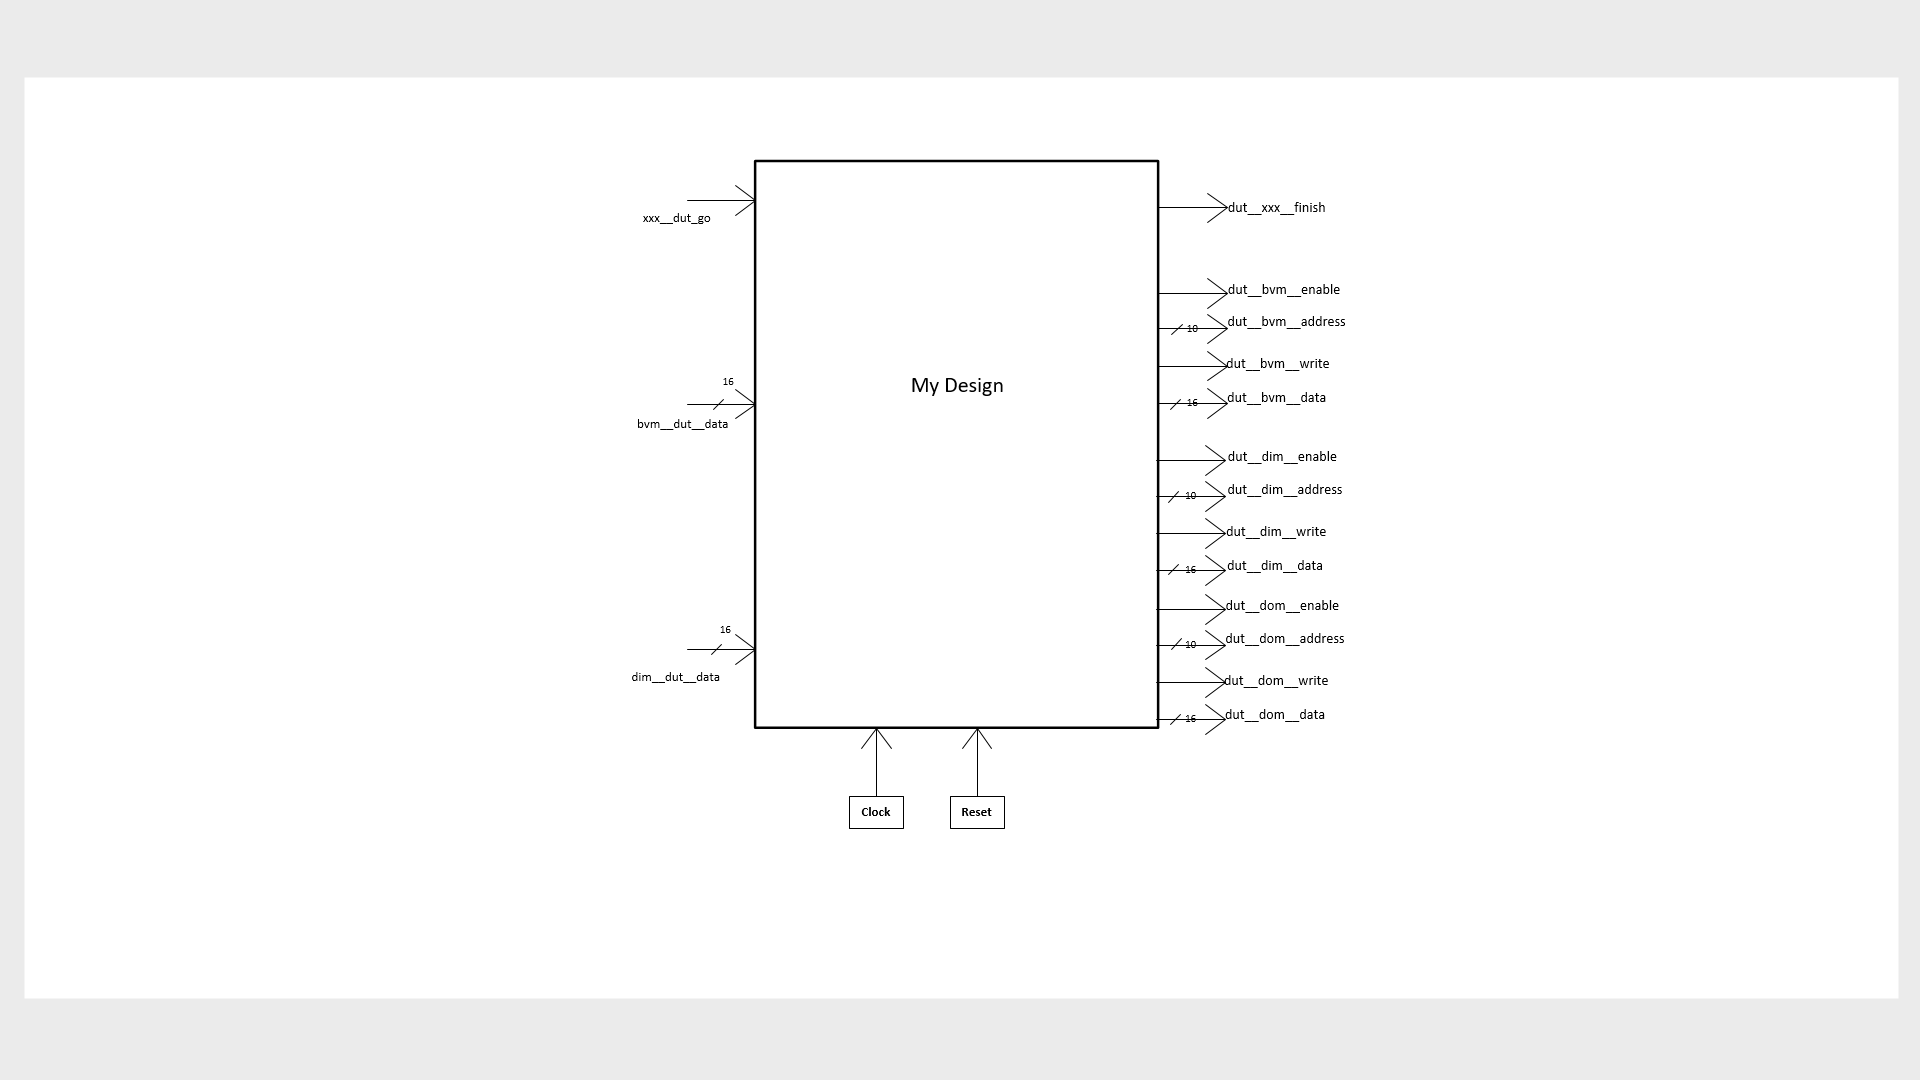 xxx__dut_go
dut__xxx__finish
dut__bvm__enable
10
dut__bvm__address
dut__bvm__write
My Design
16
bvm__dut__data
16
dut__bvm__data
dut__dim__enable
10
dut__dim__address
dut__dim__write
16
dut__dim__data
dut__dom__enable
16
dim__dut__data
10
dut__dom__address
dut__dom__write
16
dut__dom__data
Clock
Reset